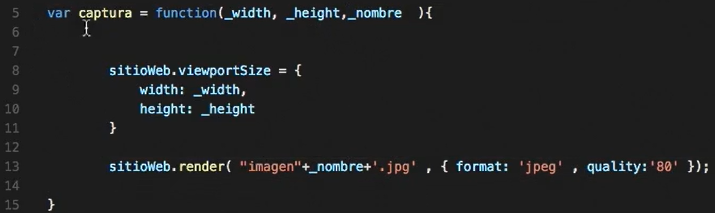 5 var captura = function(_width, _height,_nombre ){
6
7
8 sitioWeb.viewportSize = {
9 width: _width,
10 height: _height
11 }
12
13 sitioWeb.render( "imagen"+_nombre+'.jpg' , { format: 'jpeg' , quality:'80' });
14
15 }